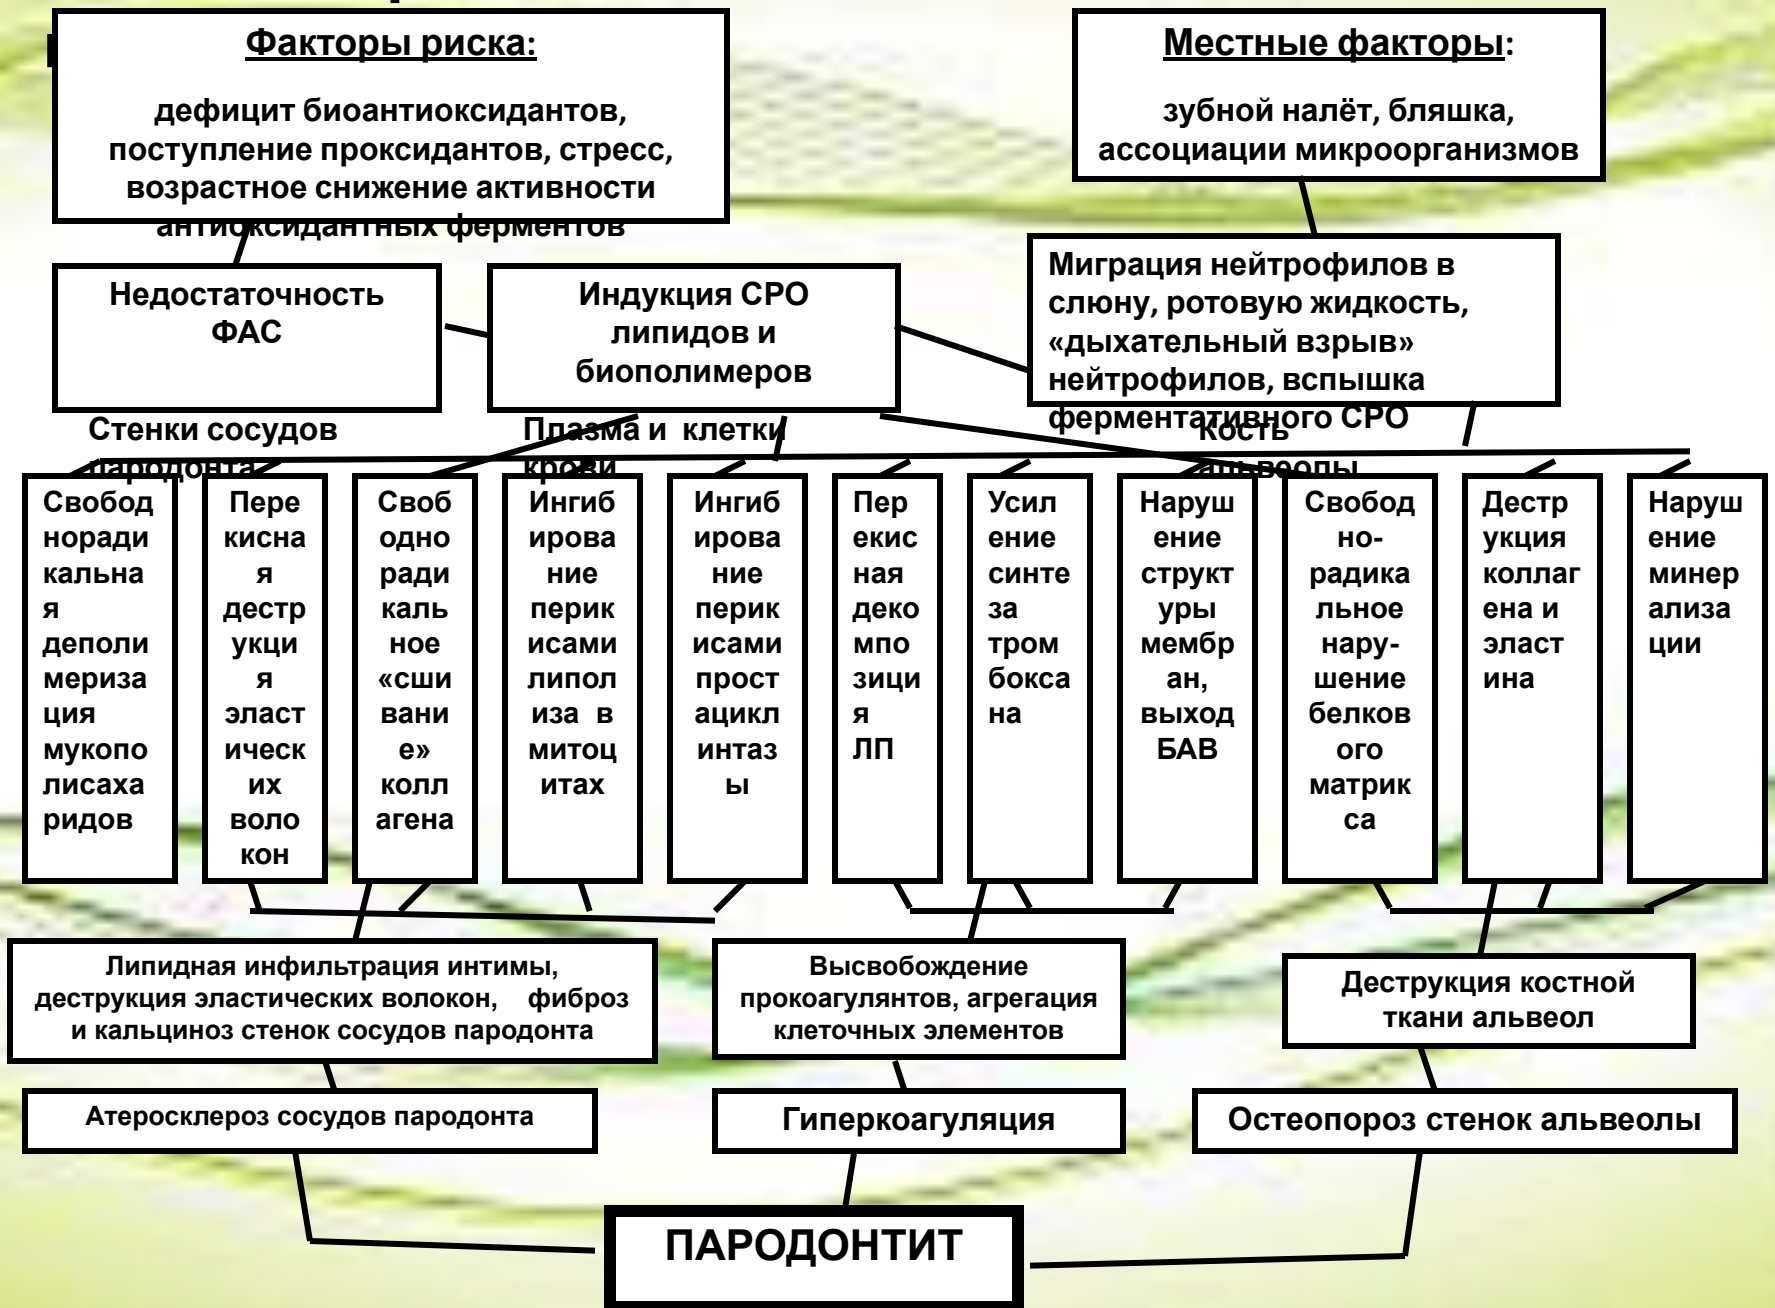 Факторы риска:
дефицит биоантиоксидантов,
поступление проксидантов, стресс,
возрастное снижение активности
антиоксидантных ферментов
Местные факторы:
зубной налёт, бляшка,
ассоциации микроорганизмов
Недостаточность
ФАС
Индукция СРО
липидов и
биополимеров
Миграция нейтрофилов в
слюну, ротовую жидкость,
«дыхательный взрыв»
нейтрофилов, вспышка
ферментативного СРО
Стенки сосудов
пародонта
Плазма и клетки
крови
Кость
альвеолы
Свобод
норади
кальна
я
деполи
мериза
ция
мукопо
лисаха
ридов
Пере
кисна
я
дестр
укци
я
эласт
ическ
их
воло
кон
Своб
одно
ради
каль
ное
«сши
вани
е»
колл
агена
Ингиб
ирова
ние
перик
исами
липол
иза в
митоц
итах
Ингиб
ирова
ние
перик
исами
прост
ацикл
интаз
ы
Пер
екис
ная
деко
мпо
зици
я
ЛП
Усил
ение
синте
за
тром
бокса
на
Наруш
ение
структ
уры
мембр
ан,
выход
БАВ
Свобод
но-
радика
льное
нару-
шение
белков
ого
матрик
са
Дестр
укция
коллаг
ена и
эласт
ина
Наруш
ение
минер
ализа
ции
Липидная инфильтрация интимы,
деструкция эластических волокон, фиброз
и кальциноз стенок сосудов пародонта
Высвобождение
прокоагулянтов, агрегация
клеточных элементов
Деструкция костной
ткани альвеол
Атеросклероз сосудов пародонта
Гиперкоагуляция
Остеопороз стенок альвеолы
ПАРОДОНТИТ